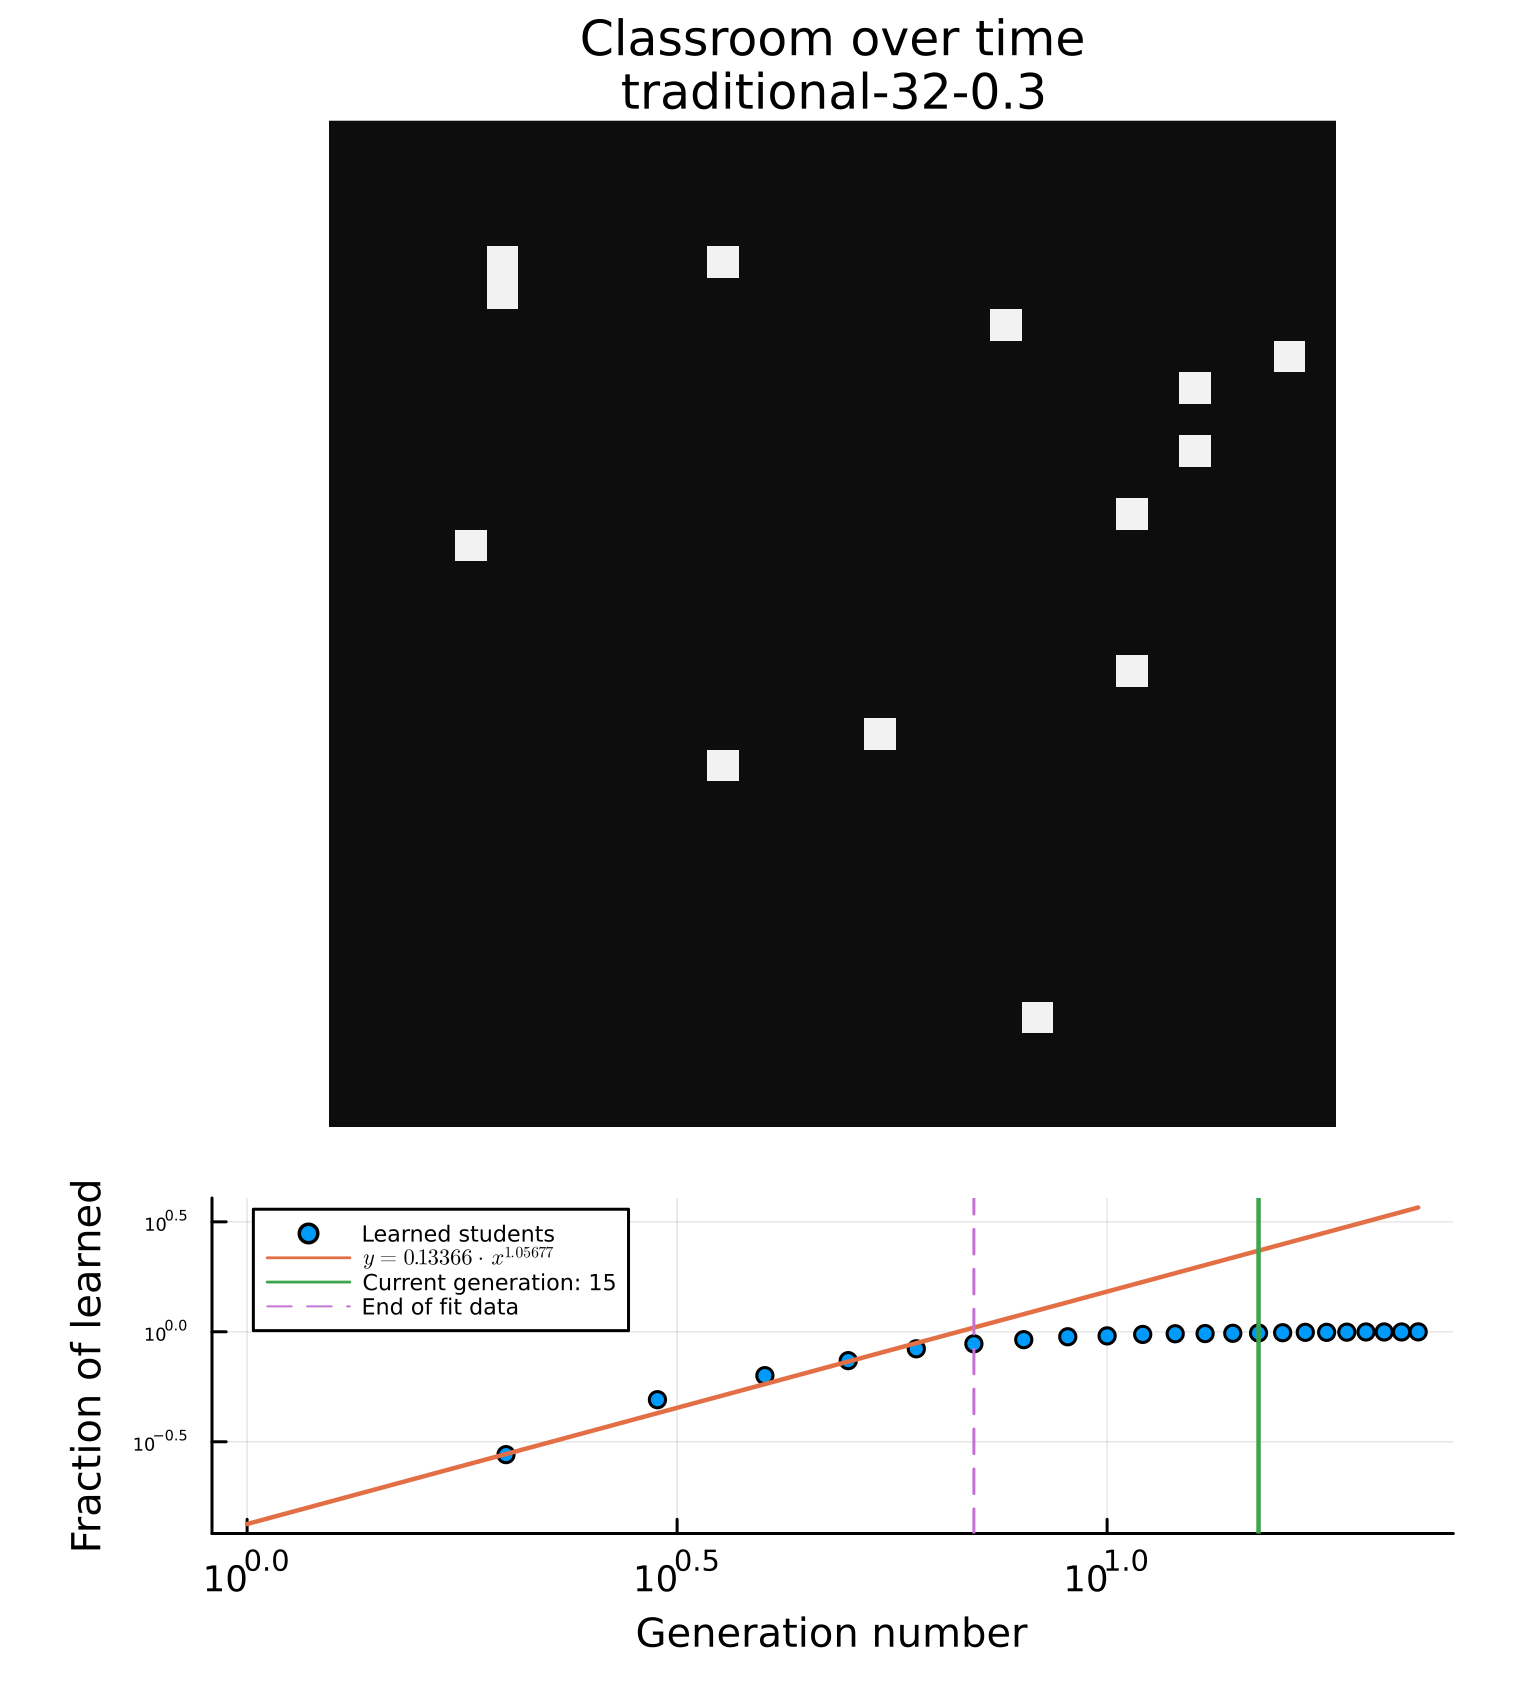 Classroom over time
traditional-32-0.3
Fraction of learned
10^0.5
10^0.0
10^−0.5
Learned students
y = 0.13366 · x^1.05677
Current generation: 15
End of fit data
10^0.0 10^0.5 10^1.0
Generation number